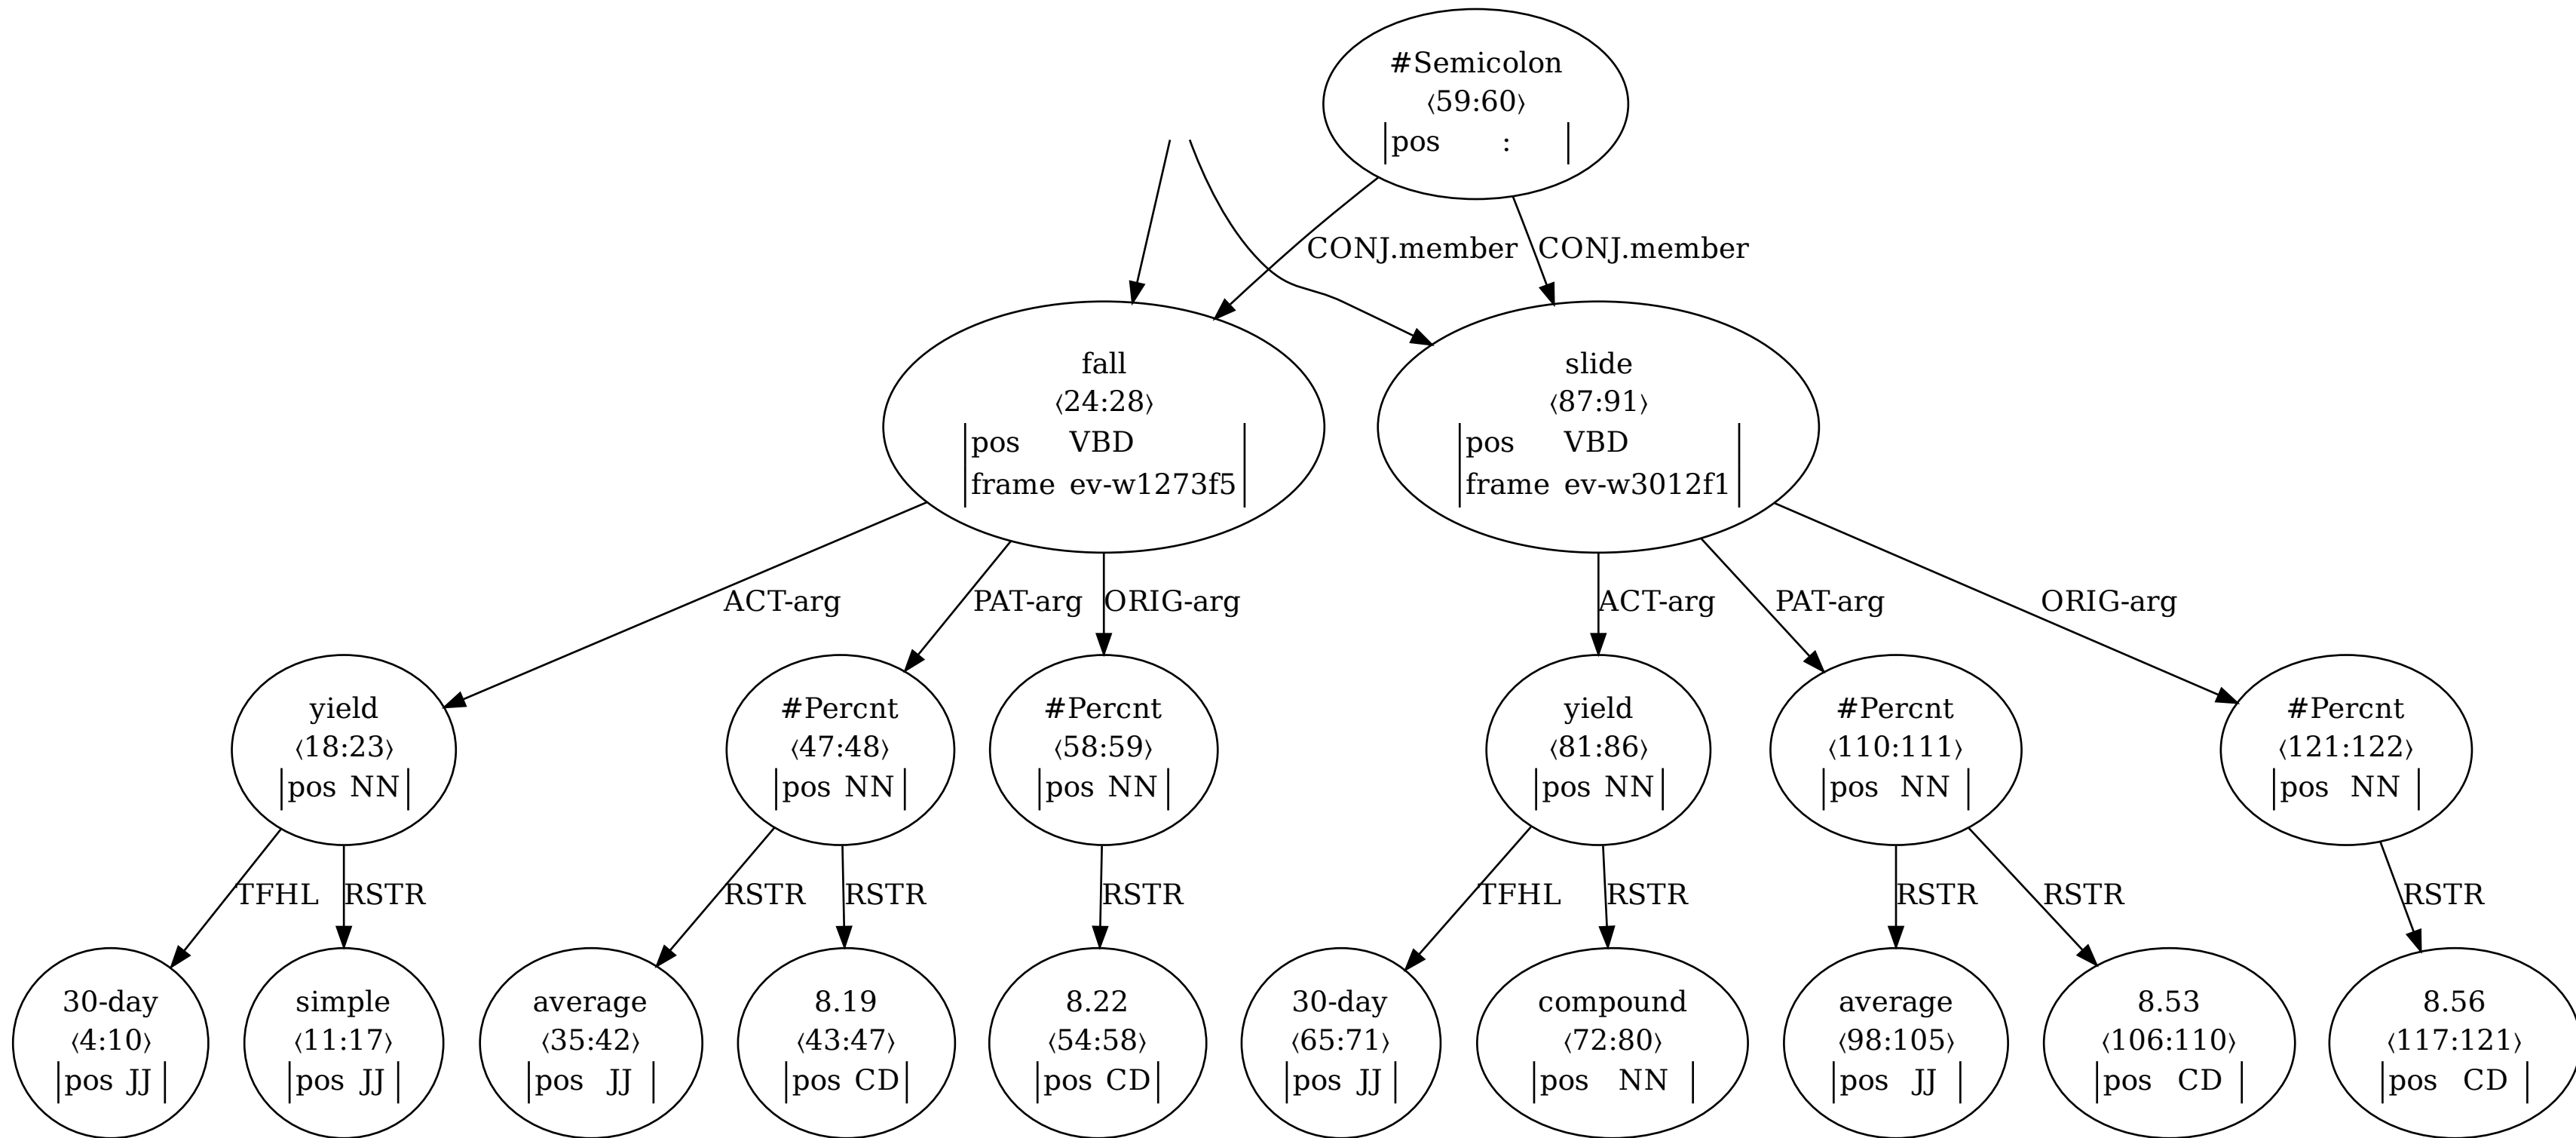 #Semicolon
⟨59:60⟩
pos :
CONJ.member CONJ.member
fall
⟨24:28⟩
pos VBD
frame ev-w1273f5
slide
⟨87:91⟩
pos VBD
frame ev-w3012f1
ACT-arg PAT-arg ORIG-arg ACT-arg PAT-arg ORIG-arg
yield
⟨18:23⟩
pos NN
#Percnt
⟨47:48⟩
pos NN
#Percnt
⟨58:59⟩
pos NN
yield
⟨81:86⟩
pos NN
#Percnt
⟨110:111⟩
pos NN
#Percnt
⟨121:122⟩
pos NN
TFHL RSTR RSTR RSTR RSTR TFHL RSTR RSTR RSTR RSTR
30-day
⟨4:10⟩
pos JJ
simple
⟨11:17⟩
pos JJ
average
⟨35:42⟩
pos JJ
8.19
⟨43:47⟩
pos CD
8.22
⟨54:58⟩
pos CD
30-day
⟨65:71⟩
pos JJ
compound
⟨72:80⟩
pos NN
average
⟨98:105⟩
pos JJ
8.53
⟨106:110⟩
pos CD
8.56
⟨117:121⟩
pos CD